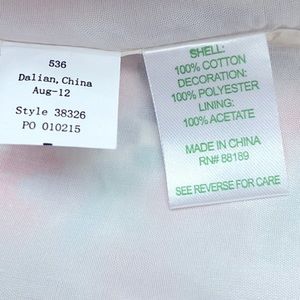 536
Dalian, China
Aug-12
Style 38326
PO 010215
SHELL:
100% COTTON
DECORATION:
100% POLYESTER
LINING:
100% ACETATE
MADE IN CHINA
RN# 88189
SEE REVERSE FOR CARE